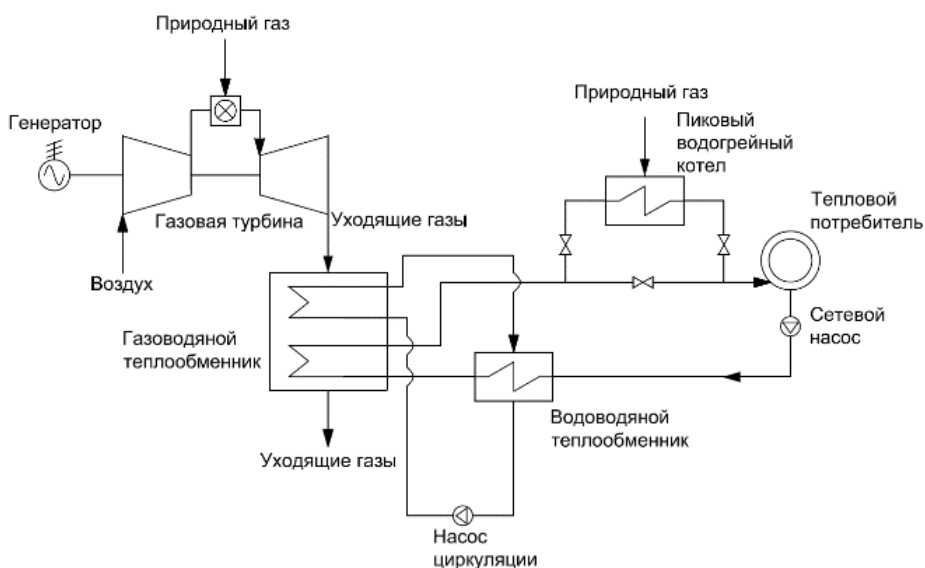 Природный газ
Генератор
Природный газ
Пиковый
водогрейный
котел
Тепловой
потребитель
Газовая турбина
Уходящие газы
Воздух
Сетевой
насос
Газоводяной
теплообменник
Водоводяной
теплообменник
Уходящие газы
Насос
циркуляции